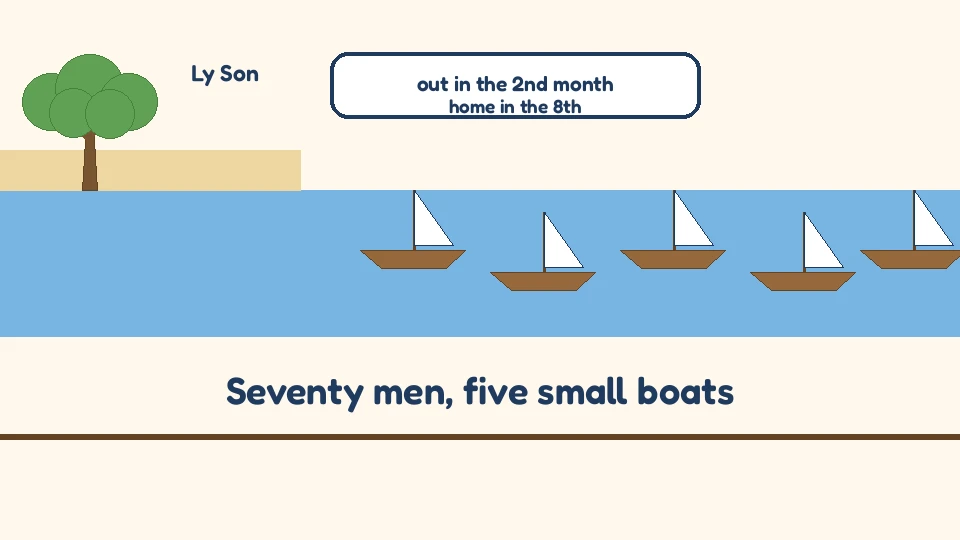 Ly Son
out in the 2nd month
home in the 8th
Seventy men, five small boats